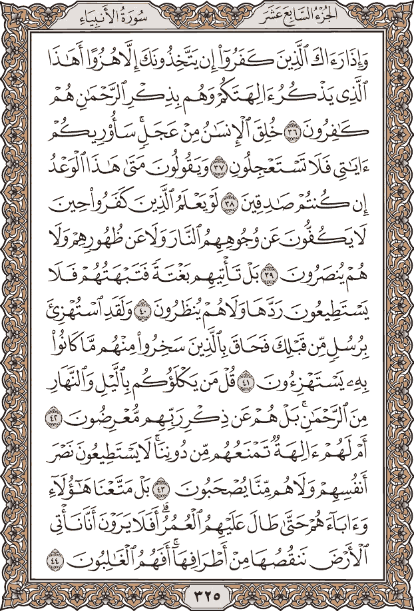 الجزء السابع عشر
سورة الأنبياء
وَإِذَا رَءَاكَ ٱلَّذِينَ كَفَرُوٓا۟ إِن يَتَّخِذُونَكَ إِلَّا هُزُوًا أَهَٰذَا
ٱلَّذِى يَذْكُرُ ءَالِهَتَكُمْ وَهُم بِذِكْرِ ٱلرَّحْمَٰنِ هُمْ
كَٰفِرُونَ ٣٦ خُلِقَ ٱلْإِنسَٰنُ مِنْ عَجَلٍ ۚ سَأُو۟رِيكُمْ
ءَايَٰتِى فَلَا تَسْتَعْجِلُونِ ٣٧ وَيَقُولُونَ مَتَىٰ هَٰذَا ٱلْوَعْدُ
إِن كُنتُمْ صَٰدِقِينَ ٣٨ لَوْ يَعْلَمُ ٱلَّذِينَ كَفَرُوا۟ حِينَ
لَا يَكُفُّونَ عَن وُجُوهِهِمُ ٱلنَّارَ وَلَا عَن ظُهُورِهِمْ وَلَا
هُمْ يُنصَرُونَ ٣٩ بَلْ تَأْتِيهِم بَغْتَةً فَتَبْهَتُهُمْ فَلَا
يَسْتَطِيعُونَ رَدَّهَا وَلَا هُمْ يُنظَرُونَ ٤٠ وَلَقَدِ ٱسْتُهْزِئَ
بِرُسُلٍ مِّن قَبْلِكَ فَحَاقَ بِٱلَّذِينَ سَخِرُوا۟ مِنْهُم مَّا كَانُوا۟
بِهِۦ يَسْتَهْزِءُونَ ٤١ قُلْ مَن يَكْلَؤُكُم بِٱلَّيْلِ وَٱلنَّهَارِ
مِنَ ٱلرَّحْمَٰنِ ۗ بَلْ هُمْ عَن ذِكْرِ رَبِّهِم مُّعْرِضُونَ ٤٢
أَمْ لَهُمْ ءَالِهَةٌ تَمْنَعُهُم مِّن دُونِنَا ۚ لَا يَسْتَطِيعُونَ نَصْرَ
أَنفُسِهِمْ وَلَا هُم مِّنَّا يُصْحَبُونَ ٤٣ بَلْ مَتَّعْنَا هَٰٓؤُلَآءِ
وَءَابَآءَهُمْ حَتَّىٰ طَالَ عَلَيْهِمُ ٱلْعُمُرُ ۗ أَفَلَا يَرَوْنَ أَنَّا نَأْتِى
ٱلْأَرْضَ نَنقُصُهَا مِنْ أَطْرَافِهَآ ۚ أَفَهُمُ ٱلْغَٰلِبُونَ ٤٤
٣٢٥